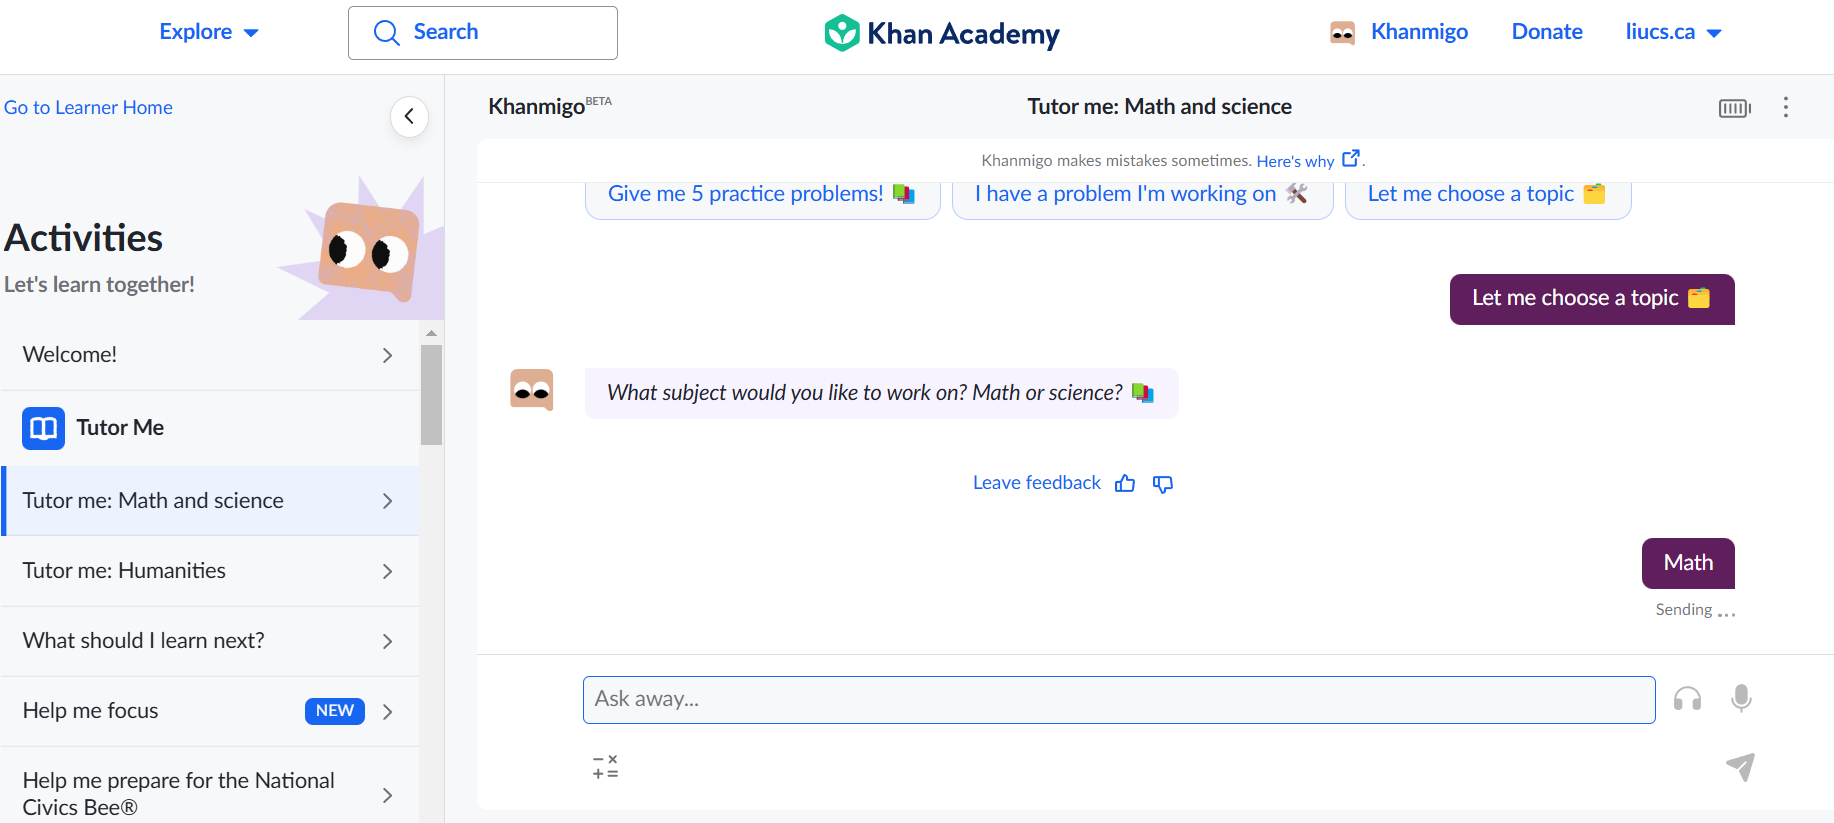 Explore
Search
Khan Academy
Khanmigo
Donate
liucs.ca
Go to Learner Home
Activities
Let's learn together!
Welcome!
Tutor Me
Tutor me: Math and science
Tutor me: Humanities
What should I learn next?
Help me focus
NEW
Help me prepare for the National
Civics Bee®
Khanmigo BETA
Tutor me: Math and science
Khanmigo makes mistakes sometimes. Here's why.
Give me 5 practice problems!
I have a problem I'm working on
Let me choose a topic
Let me choose a topic
What subject would you like to work on? Math or science?
Leave feedback
Math
Sending ...
Ask away...